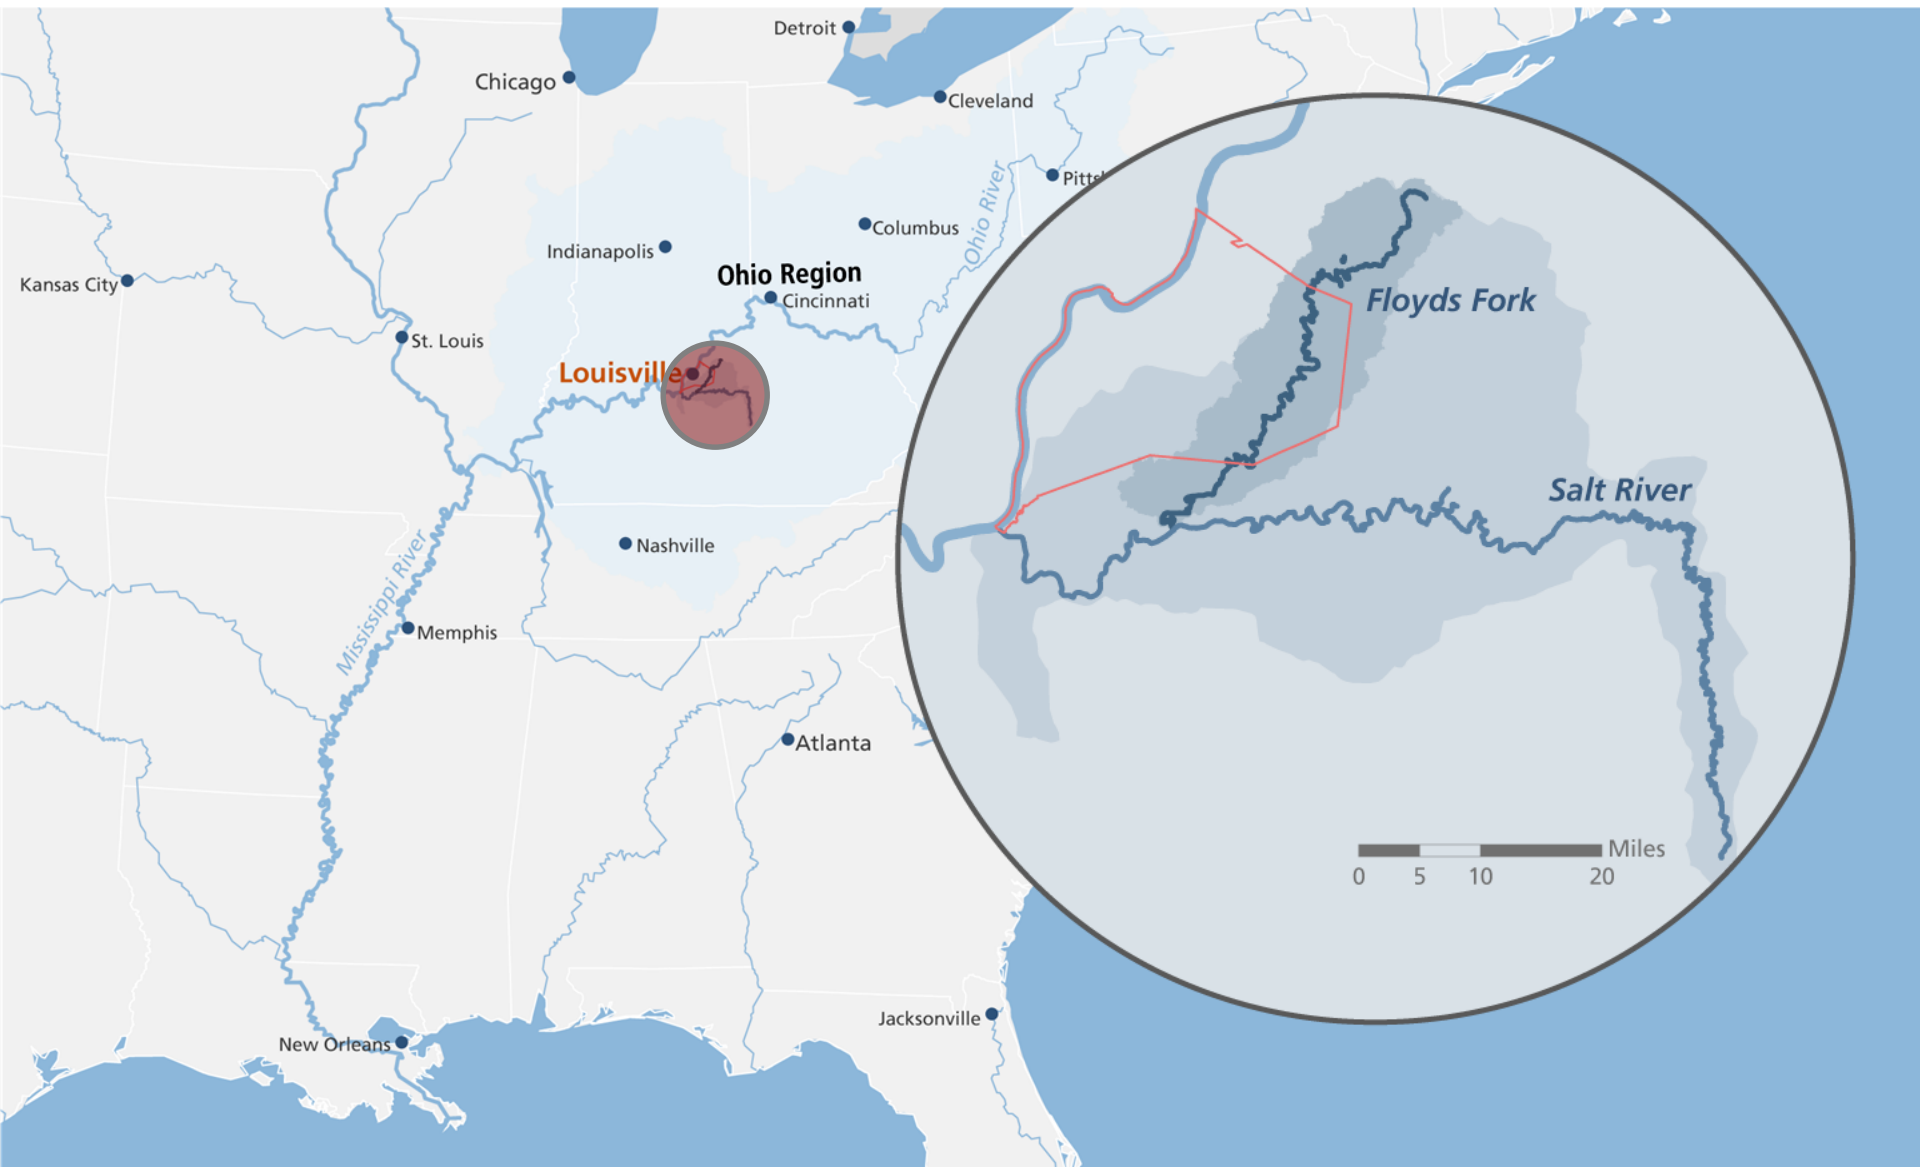 Detroit
Chicago
Cleveland
Pitts
Ohio River
Columbus
Indianapolis
Ohio Region
Kansas City
Cincinnati
St. Louis
Louisville
Floyds Fork
Salt River
Nashville
Mississippi River
Memphis
Atlanta
Miles
0 5 10 20
Jacksonville
New Orleans